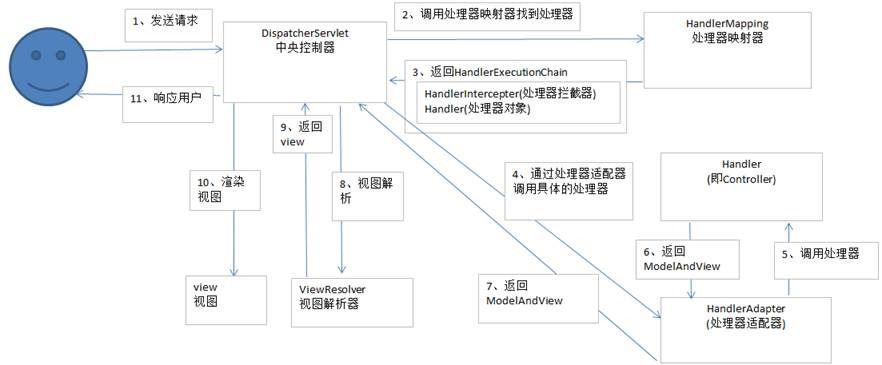 1、发送请求
DispatcherServlet
中央控制器
2、调用处理器映射器找到处理器
HandlerMapping
处理器映射器
3、返回HandlerExecutionChain
HandlerIntercepter(处理器拦截器)
Handler(处理器对象)
11、响应用户
9、返回
view
4、通过处理器适配器
调用具体的处理器
Handler
(即Controller)
10、渲染
视图
8、视图解
析
6、返回
ModelAndView
5、调用处理器
view
视图
ViewResolver
视图解析器
7、返回
ModelAndView
HandlerAdapter
(处理器适配器)